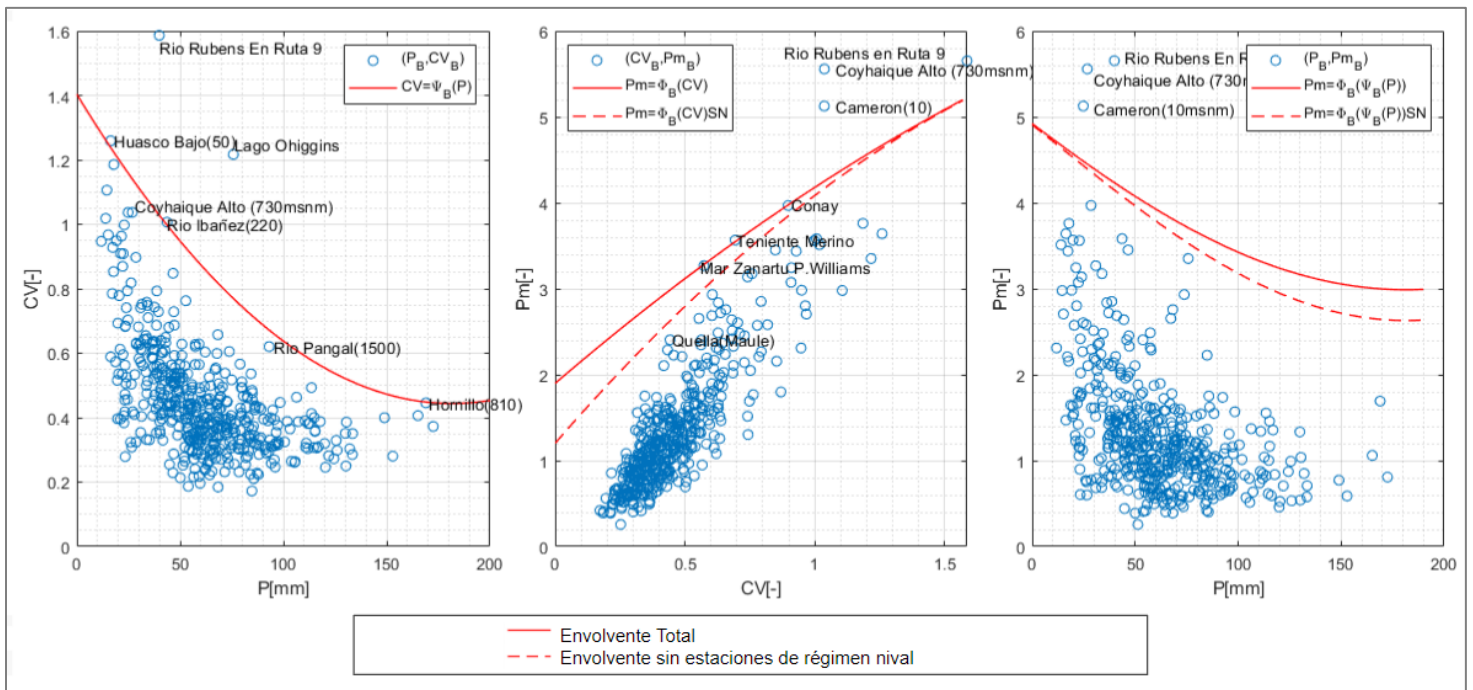 1.6
1.4
1.2
1
0.8
0.6
0.4
0.2
0
CV[-]
0
50
100
150
200
P[mm]
Rio Rubens En Ruta 9
(P_B,CV_B)
CV=Ψ_B(P)
Huasco Bajo(50)
Lago Ohiggins
Coyhaique Alto (730msnm)
Rio Ibañez(220)
Rio Pangal(1500)
Hornillo(810)
6
5
4
3
2
1
0
Pm[-]
0
0.5
1
1.5
CV[-]
(CV_B,Pm_B)
Pm=Φ_B(CV)
Pm=Φ_B(CV)SN
Rio Rubens en Ruta 9
Coyhaique Alto (730msnm)
Cameron(10)
Conay
Teniente Merino
Mar Zanartu P.Williams
Quella(Maule)
6
5
4
3
2
1
0
Pm[-]
0
50
100
150
200
P[mm]
Rio Rubens En R
Coyhaique Alto (730m
Cameron(10msnm)
(P_B,Pm_B)
Pm=Φ_B(Ψ_B(P))
Pm=Φ_B(Ψ_B(P))SN
Envolvente Total
Envolvente sin estaciones de régimen nival